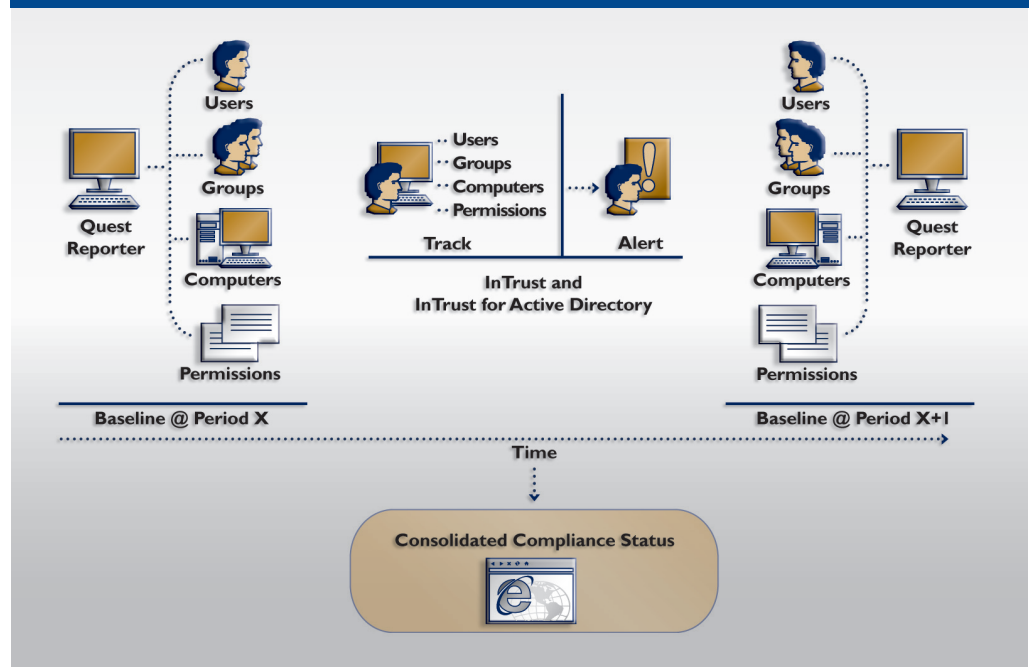 Users
Groups
Quest
Reporter
Computers
Permissions
Baseline @ Period X
Users
Groups
Computers
Permissions
Track
Alert
InTrust and
InTrust for Active Directory
Users
Groups
Quest
Reporter
Computers
Permissions
Baseline @ Period X+1
Time
Consolidated Compliance Status